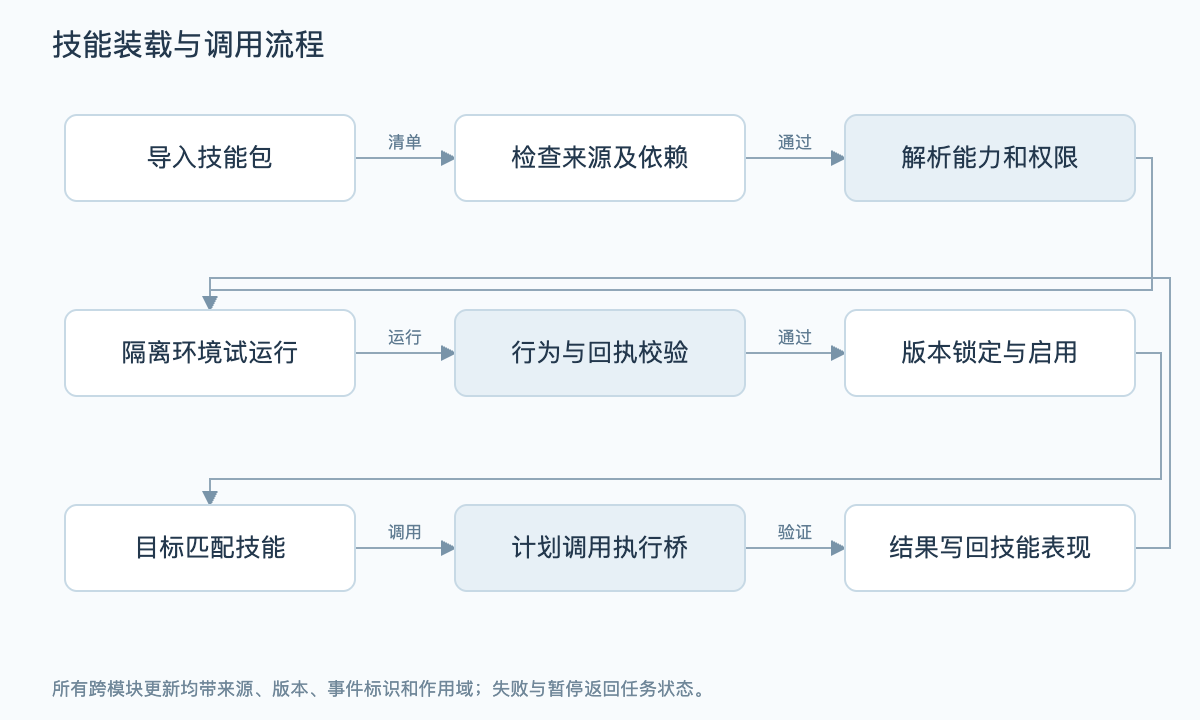 技能装载与调用流程
导入技能包
清单
检查来源及依赖
通过
解析能力和权限
隔离环境试运行
运行
行为与回执校验
通过
版本锁定与启用
目标匹配技能
调用
计划调用执行桥
验证
结果写回技能表现
所有跨模块更新均带来源、版本、事件标识和作用域；失败与暂停返回任务状态。